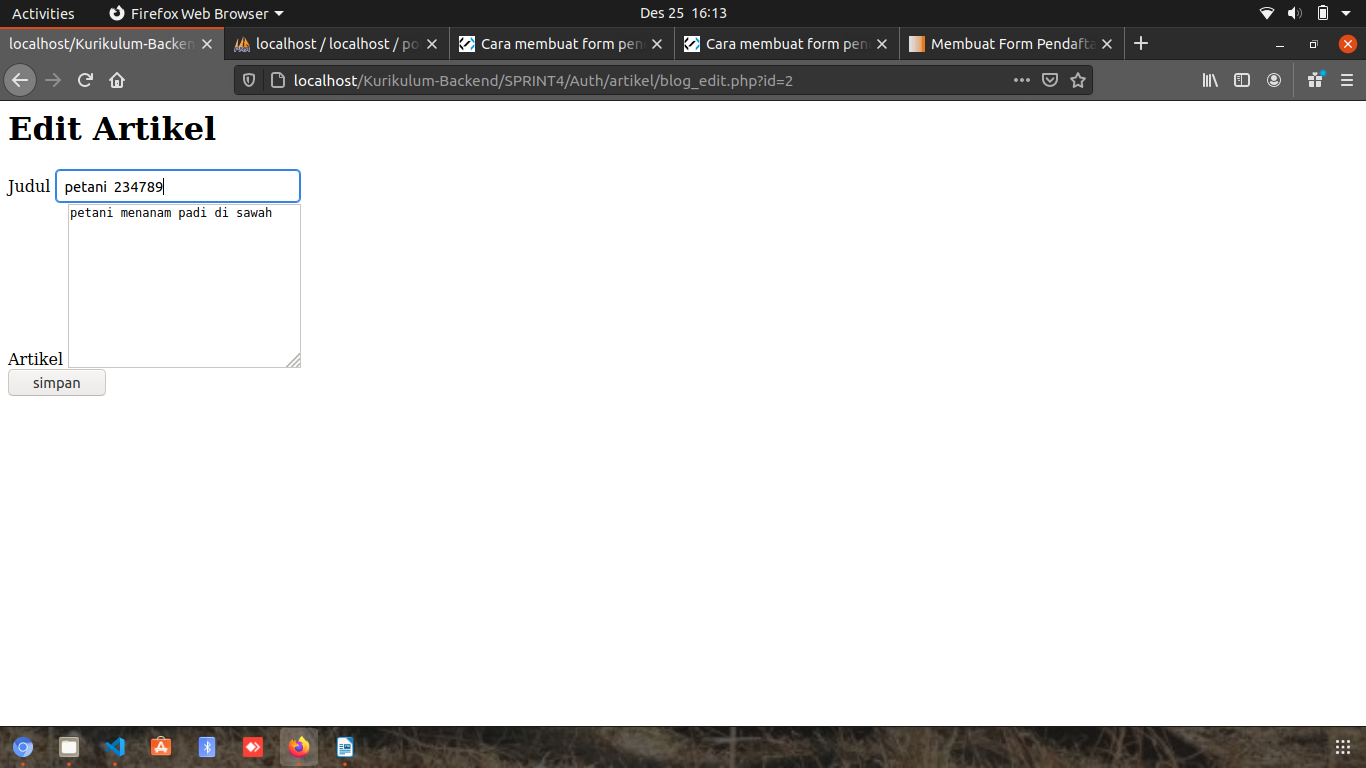 Activities Firefox Web Browser Des 25 16:13
localhost/Kurikulum-Backen localhost / localhost / po Cara membuat form pen Cara membuat form pen Membuat Form Pendafta
localhost/Kurikulum-Backend/SPRINT4/Auth/artikel/blog_edit.php?id=2
Edit Artikel
Judul petani 234789
petani menanam padi di sawah
Artikel
simpan